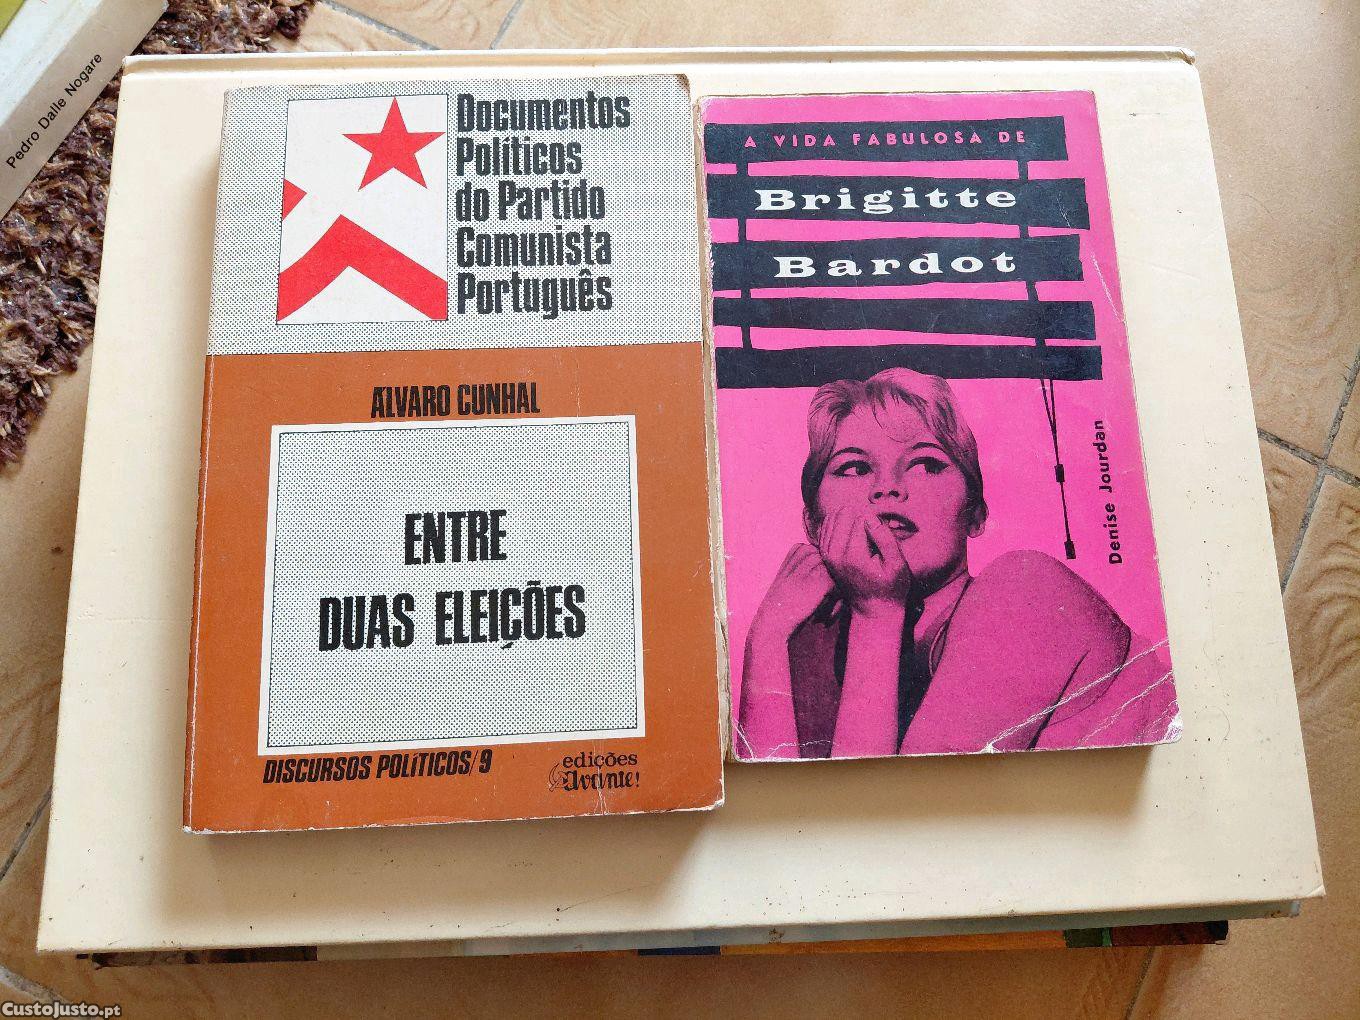 Pedro Dalle Nogare
Documentos
Políticos
do Partido
Comunista
Português
ÁLVARO CUNHAL
ENTRE
DUAS ELEIÇÕES
DISCURSOS POLÍTICOS/9
edições
Avante!
A VIDA FABULOSA DE
Brigitte
Bardot
Denise Jourdan
CustoJusto.pt